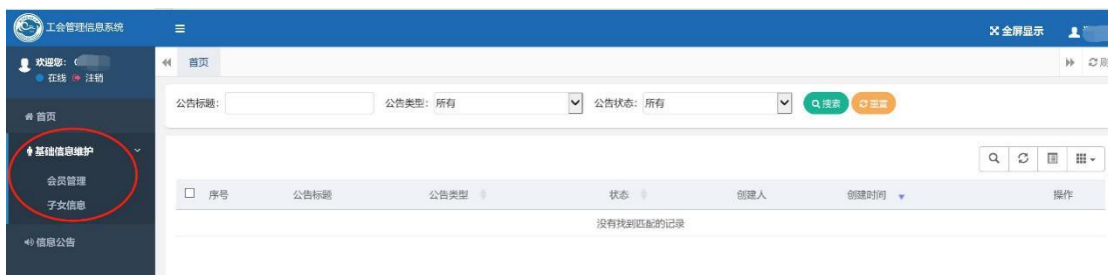 工会管理信息系统
全屏显示
欢迎您:
在线 注销
首页
公告标题:
公告类型: 所有
公告状态: 所有
搜索
重置
首页
基础信息维护
会员管理
子女信息
信息公告
序号 公告标题 公告类型 状态 创建人 创建时间 操作
没有找到匹配的记录